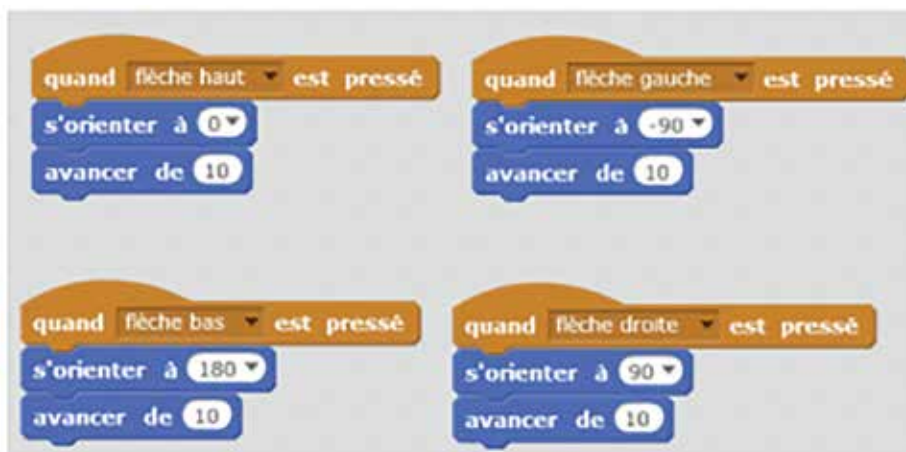 quand flèche haut est pressé
s'orienter à 0
avancer de 10
quand flèche gauche est pressé
s'orienter à -90
avancer de 10
quand flèche bas est pressé
s'orienter à 180
avancer de 10
quand flèche droite est pressé
s'orienter à 90
avancer de 10